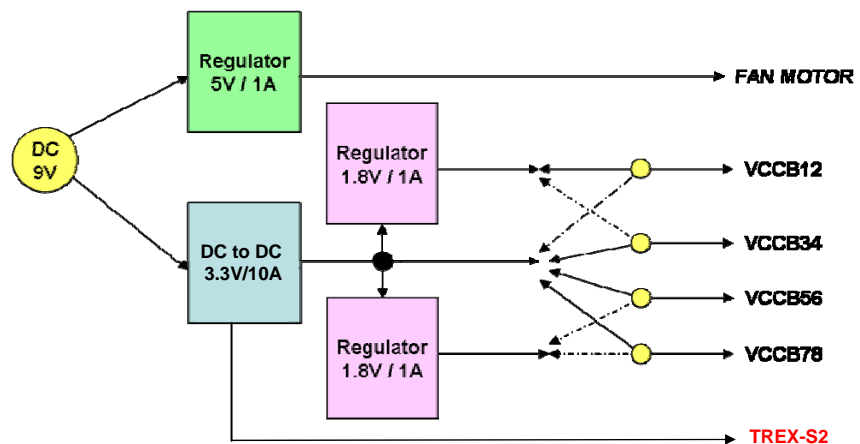 Regulator
5V / 1A
FAN MOTOR
DC
9V
Regulator
1.8V / 1A
VCCB12
DC to DC
3.3V/10A
VCCB34
VCCB56
Regulator
1.8V / 1A
VCCB78
TREX-S2